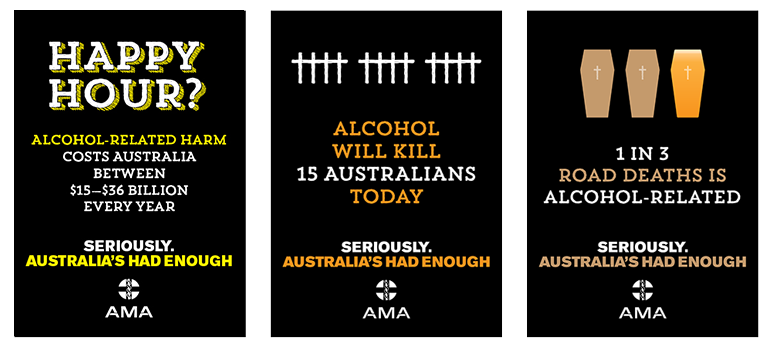 HAPPY
HOUR?
ALCOHOL-RELATED HARM
COSTS AUSTRALIA
BETWEEN
$15–$36 BILLION
EVERY YEAR
SERIOUSLY.
AUSTRALIA'S HAD ENOUGH
AMA
ALCOHOL
WILL KILL
15 AUSTRALIANS
TODAY
SERIOUSLY.
AUSTRALIA'S HAD ENOUGH
AMA
1 IN 3
ROAD DEATHS IS
ALCOHOL-RELATED
SERIOUSLY.
AUSTRALIA'S HAD ENOUGH
AMA